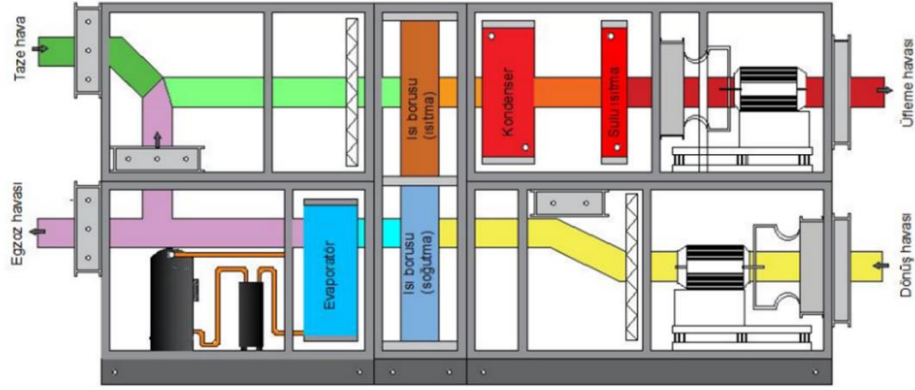 Taze hava
Isı borusu
(ısıtma)
Kondenser
Sulu ısıtma
Üfleme havası
Egzoz havası
Evaporatör
Isı borusu
(soğutma)
Dönüş havası